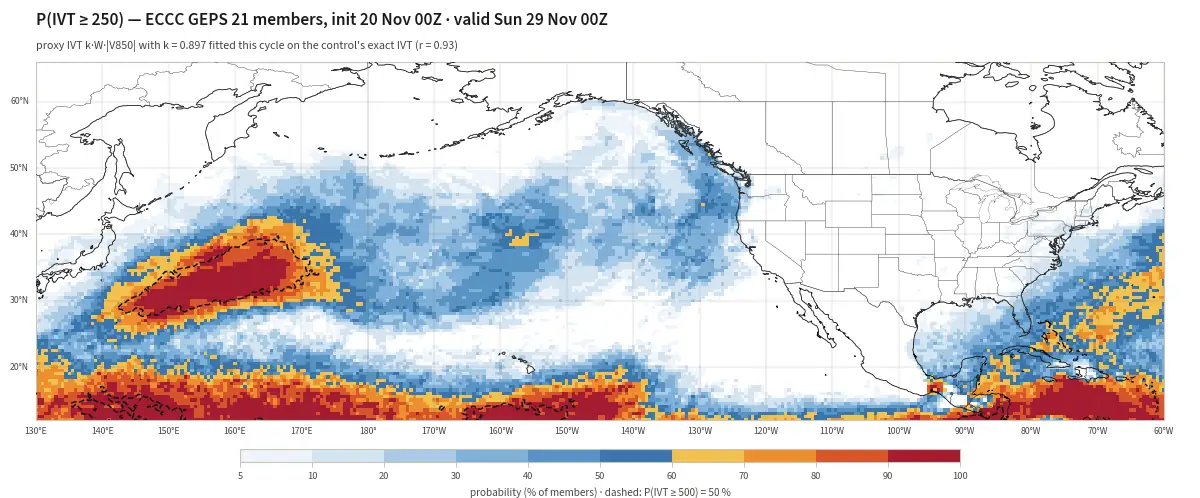 P(IVT ≥ 250) — ECCC GEPS 21 members, init 20 Nov 00Z · valid Sun 29 Nov 00Z
proxy IVT k·W·|V850| with k = 0.897 fitted this cycle on the control's exact IVT (r = 0.93)
60°N
50°N
40°N
30°N
20°N
130°E 140°E 150°E 160°E 170°E 180° 170°W 160°W 150°W 140°W 130°W 120°W 110°W 100°W 90°W 80°W 70°W 60°W
5 10 20 30 40 50 60 70 80 90 100
probability (% of members) · dashed: P(IVT ≥ 500) = 50 %